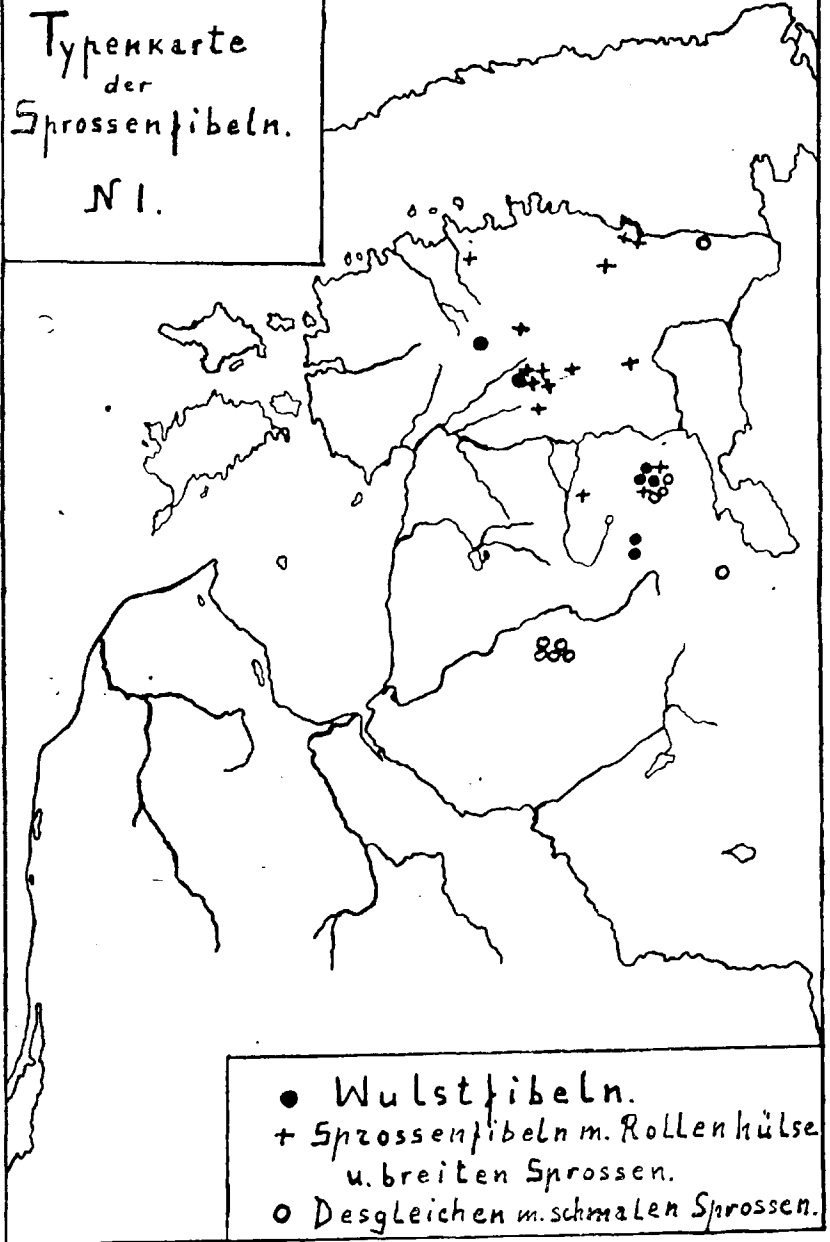 Typenkarte
der
Sprossenfibeln.
N 1.
Wulstfibeln.
+ Sprossenfibeln m. Rollenhülse
u. breiten Sprossen.
Desgleichen m. schmalen Sprossen.